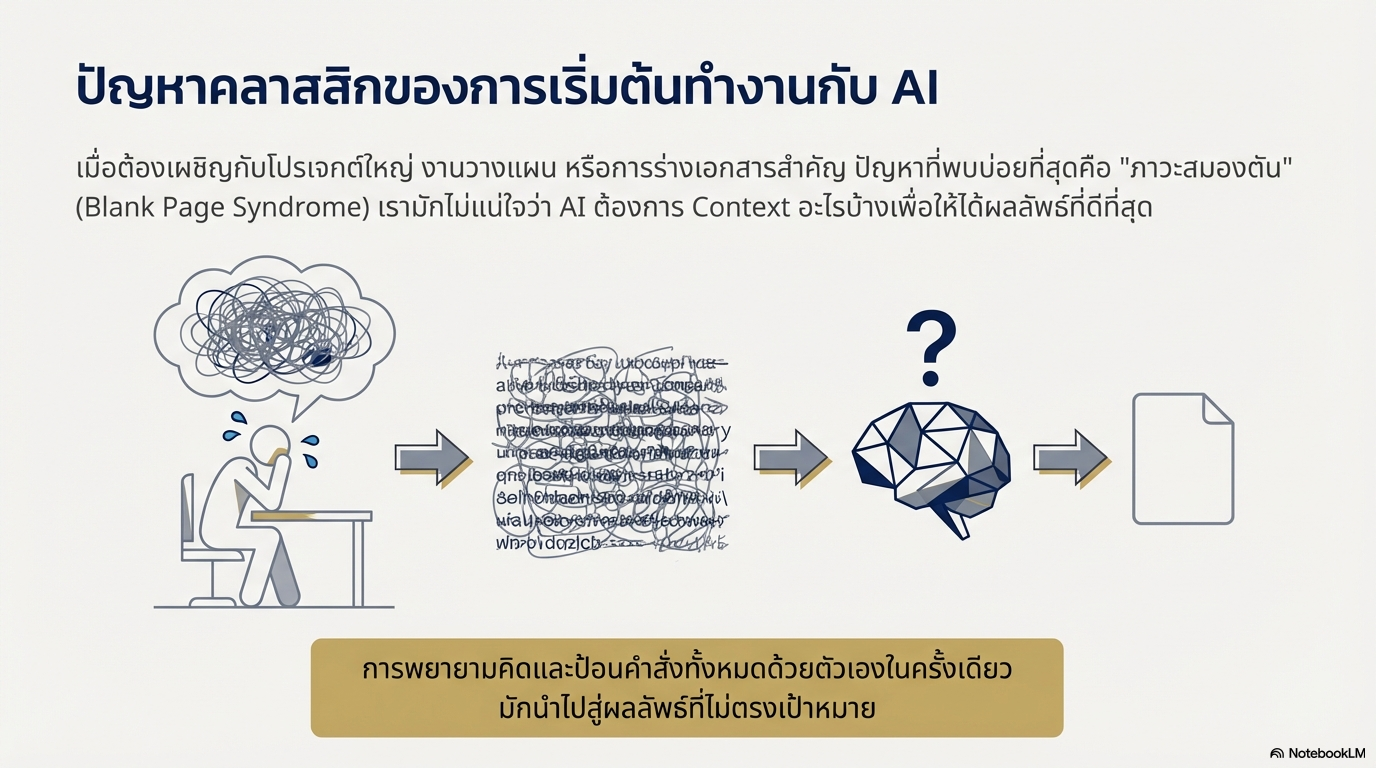 ปัญหาคลาสสิกของการเริ่มต้นทำงานกับ AI
เมื่อต้องเผชิญกับโปรเจกต์ใหญ่ งานวางแผน หรือการร่างเอกสารสำคัญ ปัญหาที่พบบ่อยที่สุดคือ "ภาวะสมองตัน"
(Blank Page Syndrome) เรามักไม่แน่ใจว่า AI ต้องการ Context อะไรบ้างเพื่อให้ได้ผลลัพธ์ที่ดีที่สุด
?
การพยายามคิดและป้อนคำสั่งทั้งหมดด้วยตัวเองในครั้งเดียว
มักนำไปสู่ผลลัพธ์ที่ไม่ตรงเป้าหมาย
NotebookLM